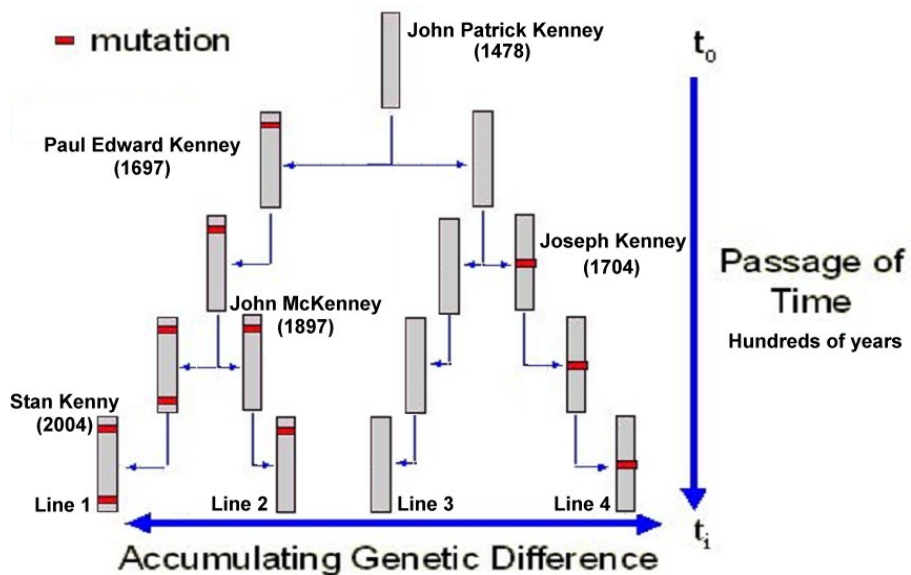 mutation
John Patrick Kenney
(1478)
t₀
Paul Edward Kenney
(1697)
Joseph Kenney
(1704)
Passage of
Time
Hundreds of years
John McKenney
(1897)
Stan Kenny
(2004)
Line 1
Line 2
Line 3
Line 4
tᵢ
Accumulating Genetic Difference